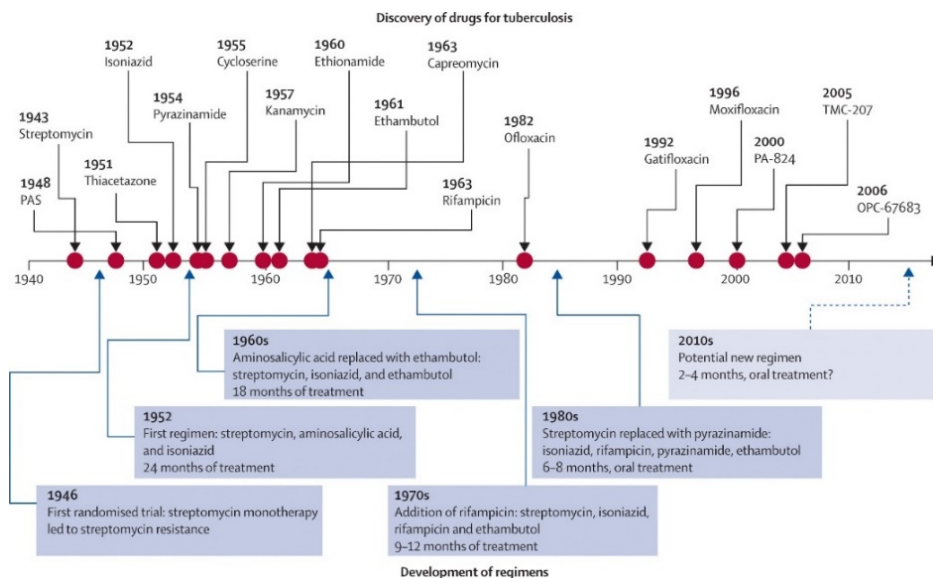 Discovery of drugs for tuberculosis
1952
Isoniazid
1955
Cycloserine
1960
Ethionamide
1963
Capreomycin
1954
Pyrazinamide
1957
Kanamycin
1961
Ethambutol
1996
Moxifloxacin
2005
TMC-207
1943
Streptomycin
1982
Ofloxacin
1992
Gatifloxacin
2000
PA-824
1951
Thiacetazone
1948
PAS
1963
Rifampicin
2006
OPC-67683
1940
1950
1960
1970
1980
1990
2000
2010
1960s
Aminosalicylic acid replaced with ethambutol:
streptomycin, isoniazid, and ethambutol
18 months of treatment
2010s
Potential new regimen
2–4 months, oral treatment?
1952
First regimen: streptomycin, aminosalicylic acid,
and isoniazid
24 months of treatment
1980s
Streptomycin replaced with pyrazinamide:
isoniazid, rifampicin, pyrazinamide, ethambutol
6–8 months, oral treatment
1946
First randomised trial: streptomycin monotherapy
led to streptomycin resistance
1970s
Addition of rifampicin: streptomycin, isoniazid,
rifampicin and ethambutol
9–12 months of treatment
Development of regimens